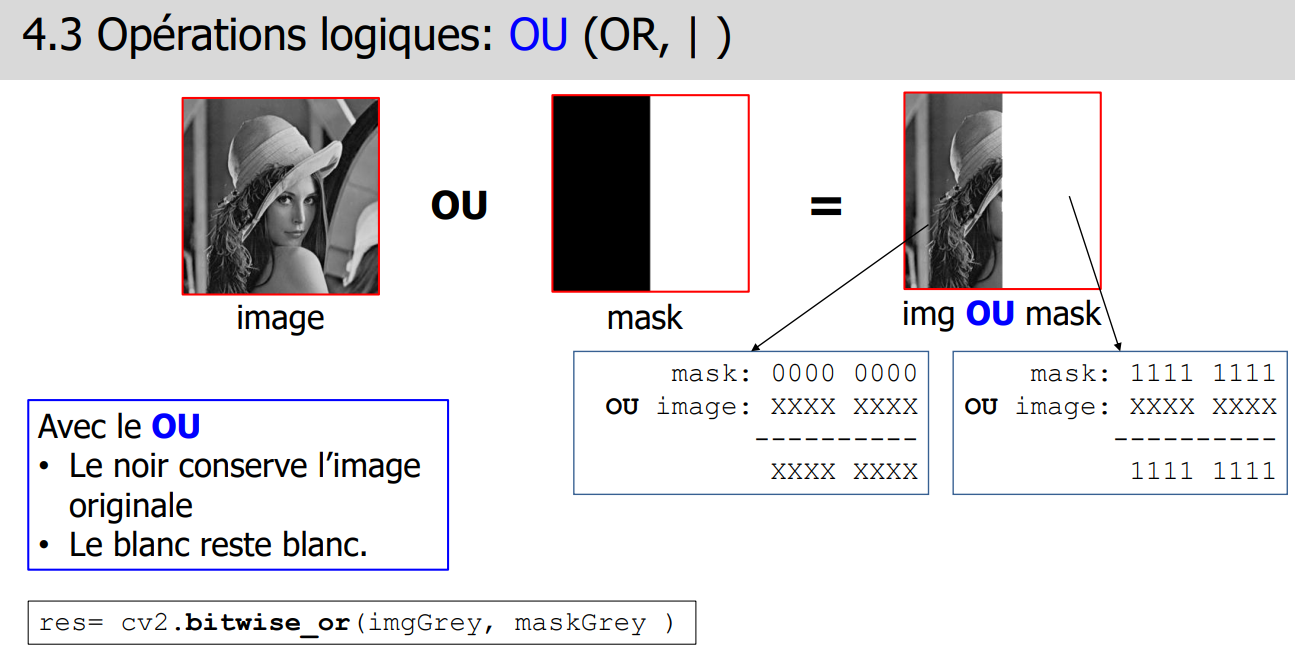 4.3 Opérations logiques: OU (OR, | )
OU
=
image
mask
img OU mask
mask: 0000 0000
OU image: XXXX XXXX
----------
XXXX XXXX
mask: 1111 1111
OU image: XXXX XXXX
----------
1111 1111
Avec le OU
• Le noir conserve l’image
originale
• Le blanc reste blanc.
res= cv2.bitwise_or(imgGrey, maskGrey )